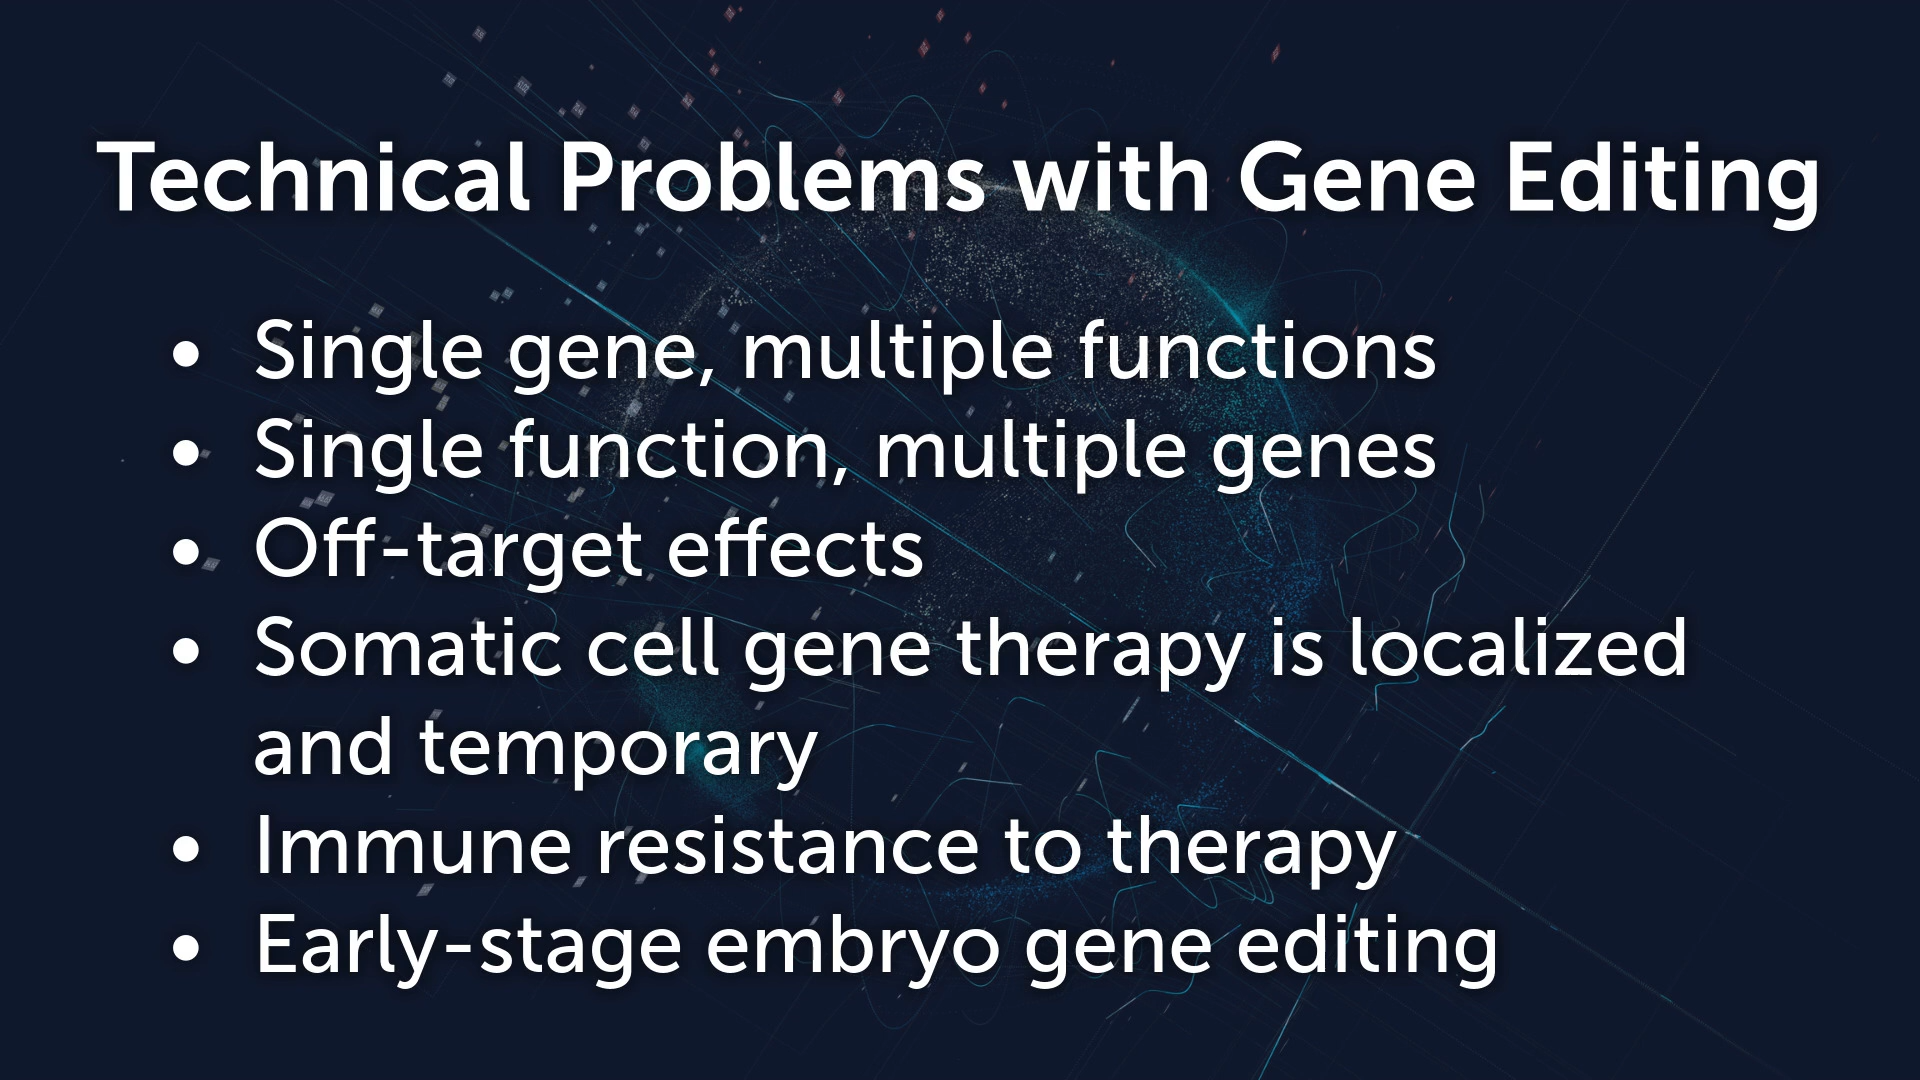 Technical Problems with Gene Editing
• Single gene, multiple functions
• Single function, multiple genes
• Off-target effects
• Somatic cell gene therapy is localized
and temporary
• Immune resistance to therapy
• Early-stage embryo gene editing